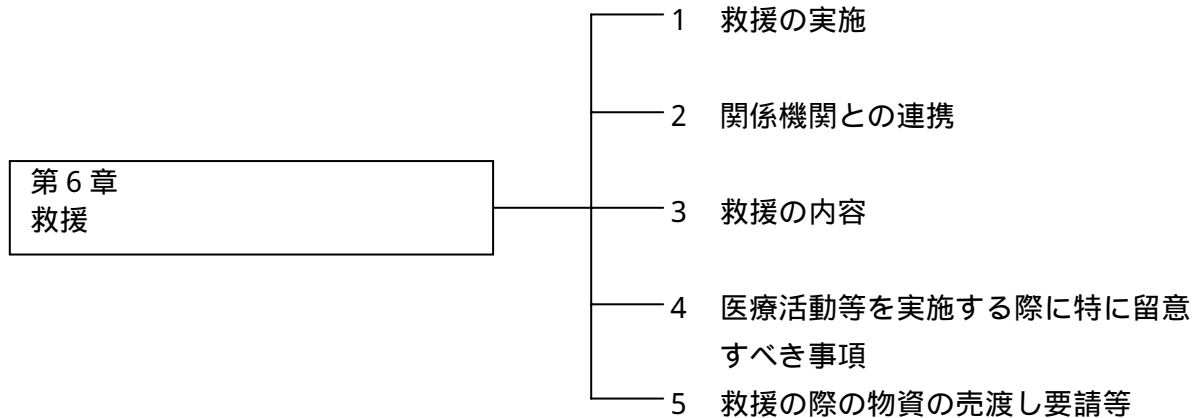 第６章
救援
1 救援の実施
2 関係機関との連携
3 救援の内容
4 医療活動等を実施する際に特に留意
すべき事項
5 救援の際の物資の売渡し要請等